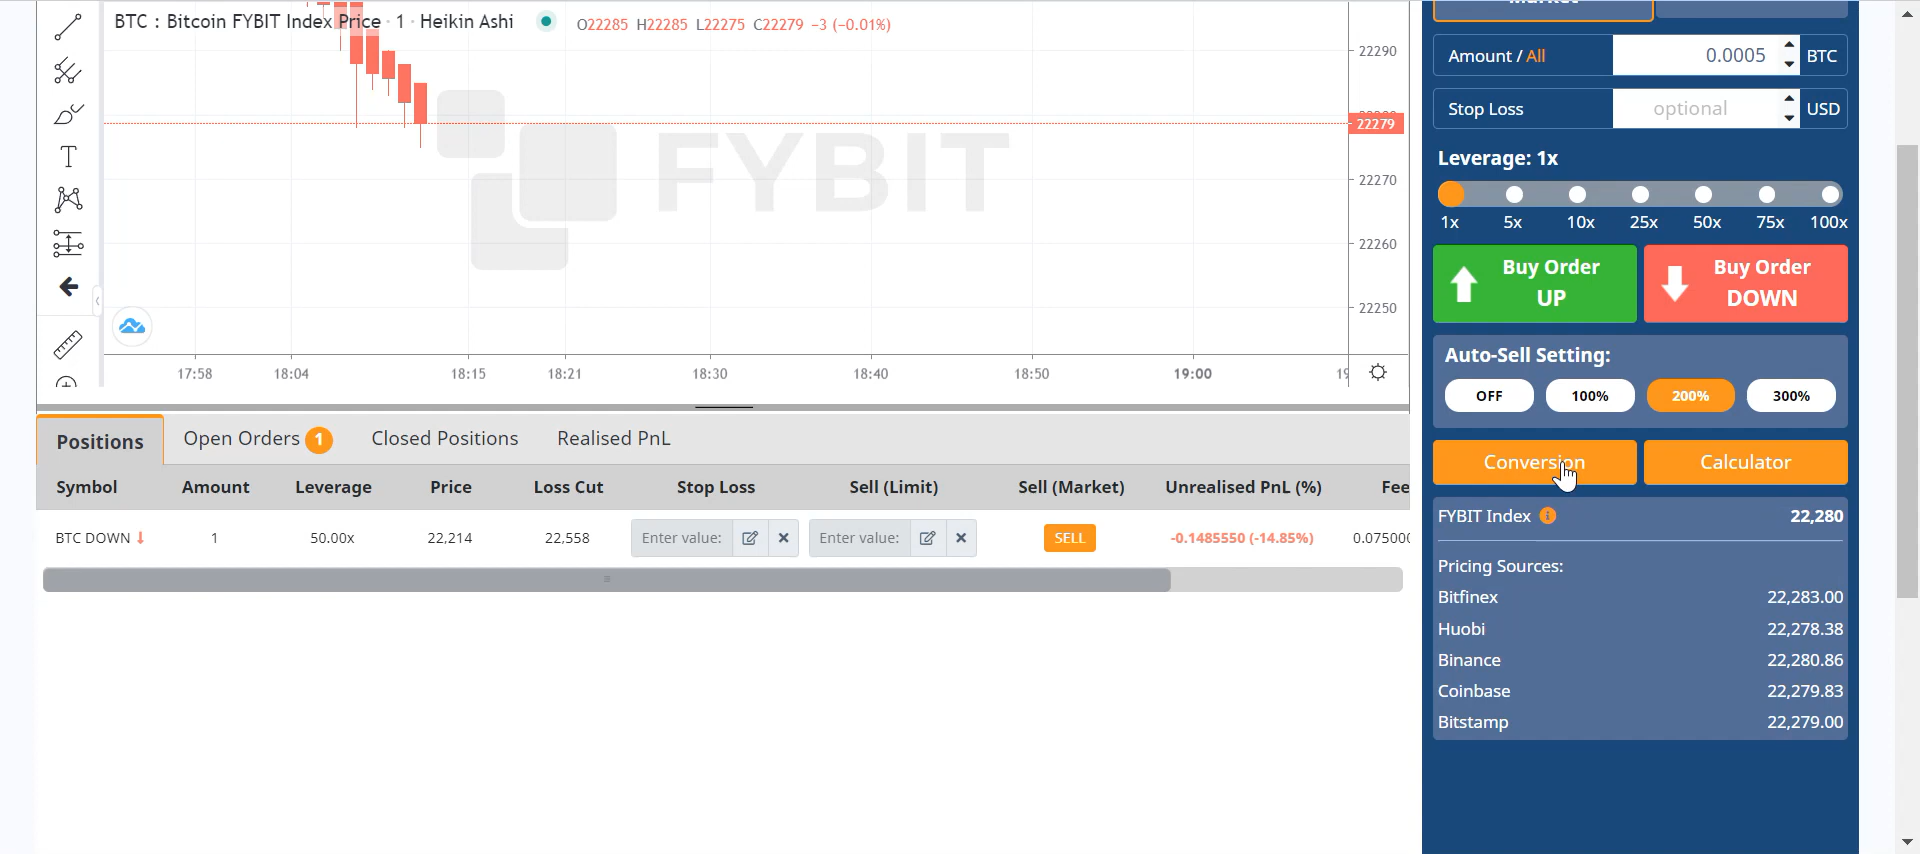 BTC : Bitcoin FYBIT Index Price · 1 · Heikin Ashi O22285 H22285 L22275 C22279 −3 (−0.01%)
22290
22279
22270
22260
22250
FYBIT
17:58 18:04 18:15 18:21 18:30 18:40 18:50 19:00
Positions Open Orders 1 Closed Positions Realised PnL
Symbol Amount Leverage Price Loss Cut Stop Loss Sell (Limit) Sell (Market) Unrealised PnL (%) Fee
BTC DOWN 1 50.00x 22,214 22,558 Enter value: Enter value: SELL -0.1485550 (-14.85%) 0.07500
Amount / All 0.0005 BTC
Stop Loss optional USD
Leverage: 1x
1x 5x 10x 25x 50x 75x 100x
Buy Order UP
Buy Order DOWN
Auto-Sell Setting:
OFF 100% 200% 300%
Conversion Calculator
FYBIT Index 22,280
Pricing Sources:
Bitfinex 22,283.00
Huobi 22,278.38
Binance 22,280.86
Coinbase 22,279.83
Bitstamp 22,279.00